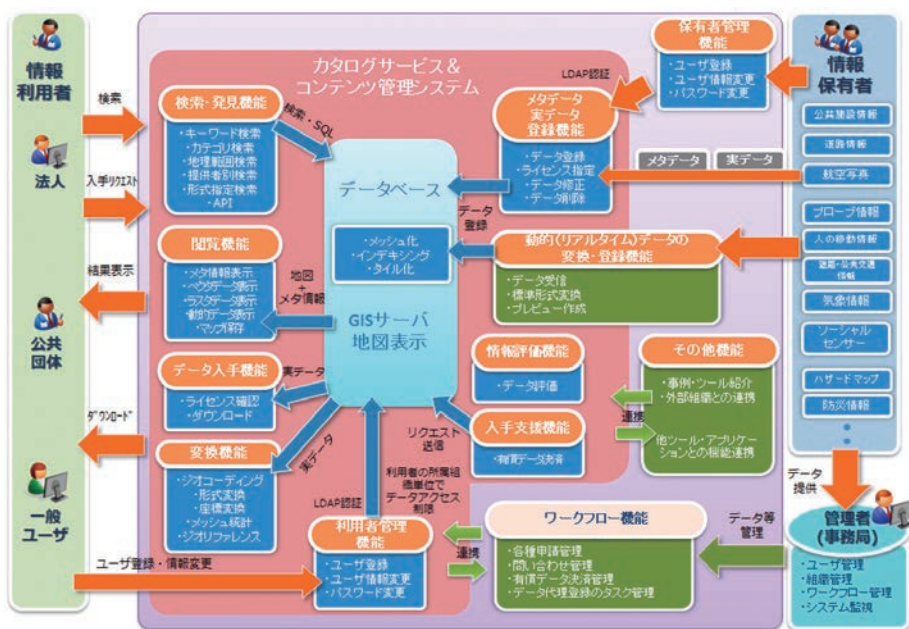 情報
利用者
検索
法人
入手リクエスト
結果表示
公共
団体
ダウンロード
一般
ユーザ
ユーザ登録・情報変更
カタログサービス&
コンテンツ管理システム
検索・発見機能
・キーワード検索
・カテゴリ検索
・地理範囲検索
・提供者別検索
・形式指定検索
・API
検索・SQL
閲覧機能
・メタ情報表示
・ベクタデータ表示
・ラスタデータ表示
・動的データ表示
・マップ保存
地図
+
メタ情報
データ入手機能
・ライセンス確認
・ダウンロード
実データ
変換機能
・ジオコーディング
・形式変換
・座標変換
・メッシュ統計
・ジオリファレンス
実データ
データベース
・メッシュ化
・インデキシング
・タイル化
GISサーバ
地図表示
LDAP認証
メタデータ
実データ
登録機能
・データ登録
・ライセンス指定
・データ修正
・データ削除
データ
登録
保有者管理
機能
・ユーザ登録
・ユーザ情報変更
・パスワード変更
メタデータ
実データ
動的(リアルタイム)データの
変換・登録機能
・データ受信
・標準形式変換
・プレビュー作成
情報評価機能
・データ評価
入手支援機能
・有償データ決済
リクエスト
送信
連携
その他機能
・事例・ツール紹介
・外部組織との連携
他ツール・アプリケー
ションとの機能連携
LDAP認証
利用者の所属組
織単位で
データアクセス
制限
利用者管理
機能
・ユーザ登録
・ユーザ情報変更
・パスワード変更
連携
ワークフロー機能
・各種申請管理
・問い合わせ管理
・有償データ決済管理
・データ代理登録のタスク管理
データ等
管理
情報
保有者
公共施設情報
道路情報
航空写真
プローブ情報
人の移動情報
道路・公共交通
情報
気象情報
ソーシャル
センサー
ハザードマップ
防災情報
データ
提供
管理者
(事務局)
・ユーザ管理
・組織管理
・ワークフロー管理
・システム監視